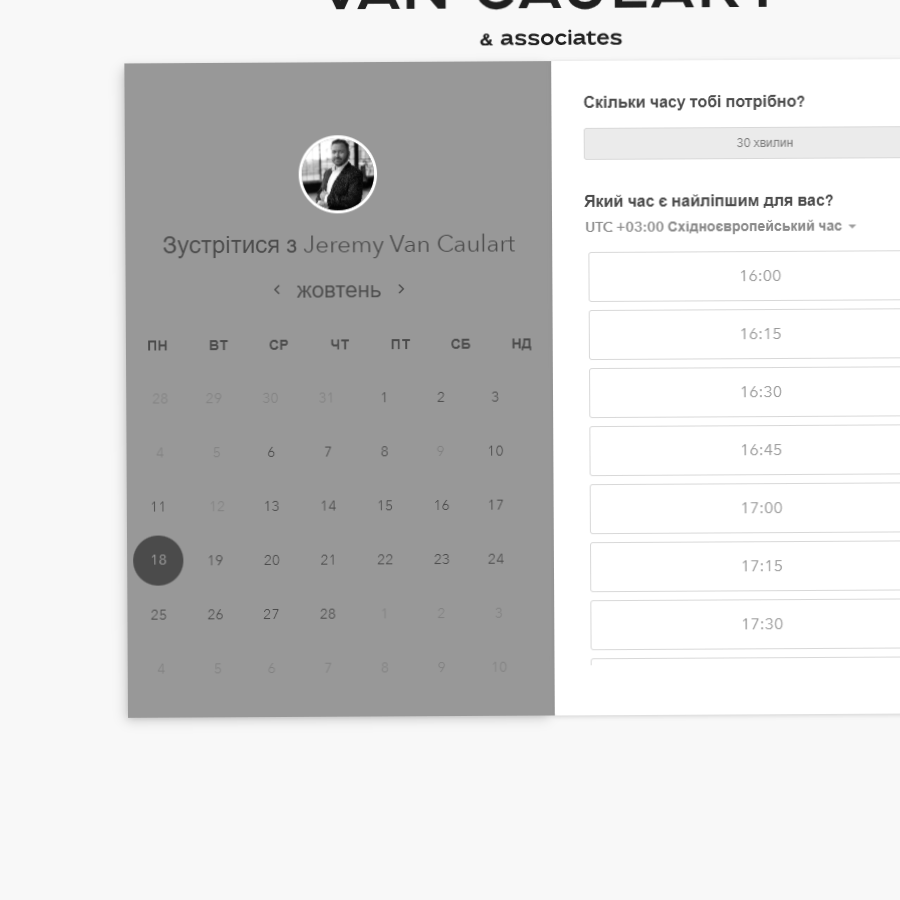 VAN CAULART
& associates
Зустрітися з Jeremy Van Caulart
жовтень
ПН ВТ СР ЧТ ПТ СБ НД
28 29 30 31 1 2 3
4 5 6 7 8 9 10
11 12 13 14 15 16 17
18 19 20 21 22 23 24
25 26 27 28 1 2 3
4 5 6 7 8 9 10
Скільки часу тобі потрібно?
30 хвилин
Який час є найліпшим для вас?
UTC +03:00 Східноєвропейський час
16:00
16:15
16:30
16:45
17:00
17:15
17:30